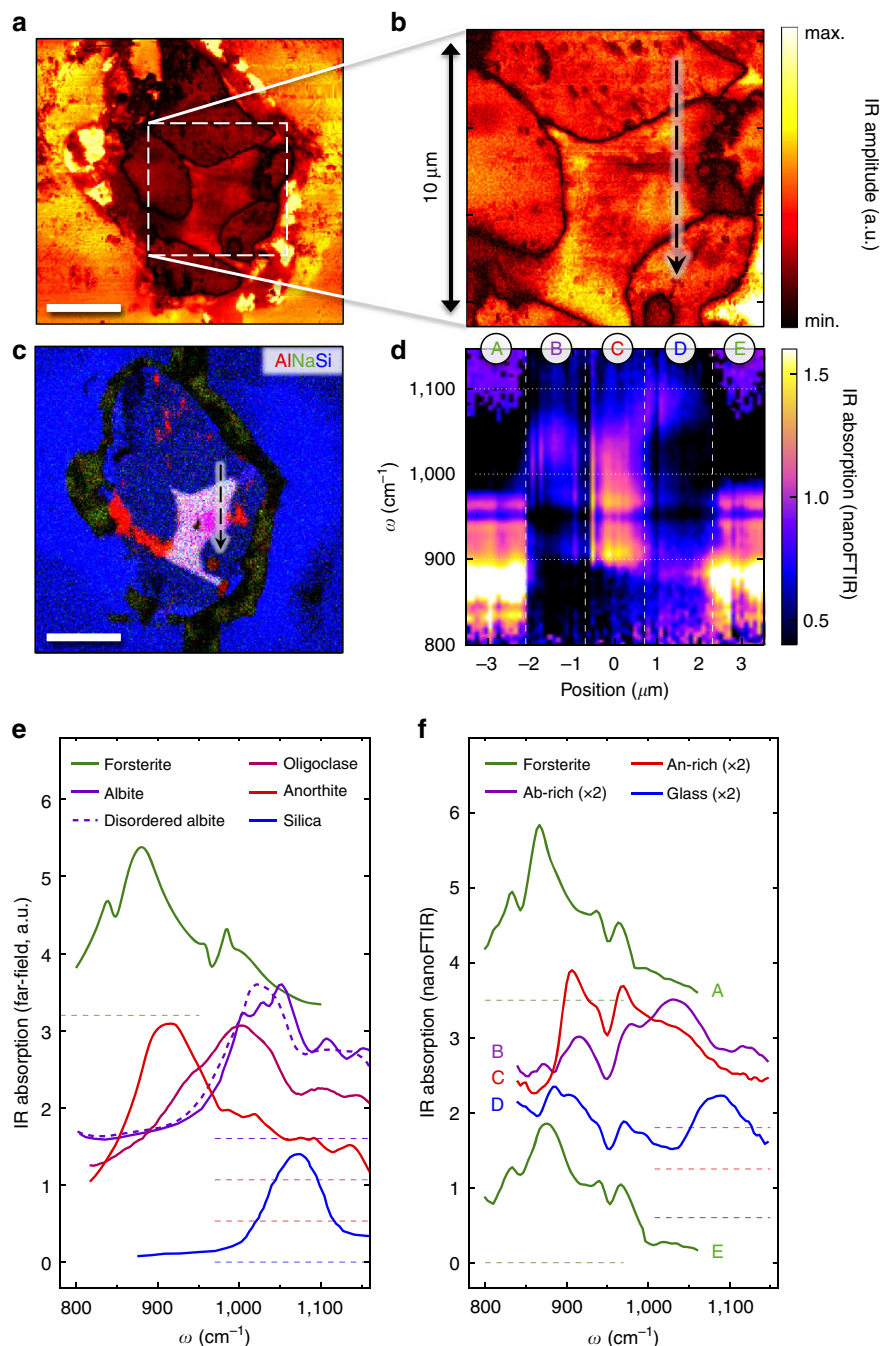 a
b
max.
10 μm
IR amplitude (a.u.)
min.
c
AlNaSi
d
A B C D E
1,100
1,000
900
800
ω (cm⁻¹)
−3 −2 −1 0 1 2 3
Position (μm)
1.5
1.0
0.5
IR absorption (nanoFTIR)
e
Forsterite
Albite
Disordered albite
Oligoclase
Anorthite
Silica
6
5
4
3
2
1
0
IR absorption (far-field, a.u.)
800 900 1,000 1,100
ω (cm⁻¹)
f
Forsterite
Ab-rich (×2)
An-rich (×2)
Glass (×2)
6
5
4
3
2
1
0
IR absorption (nanoFTIR)
A
B
C
D
E
800 900 1,000 1,100
ω (cm⁻¹)